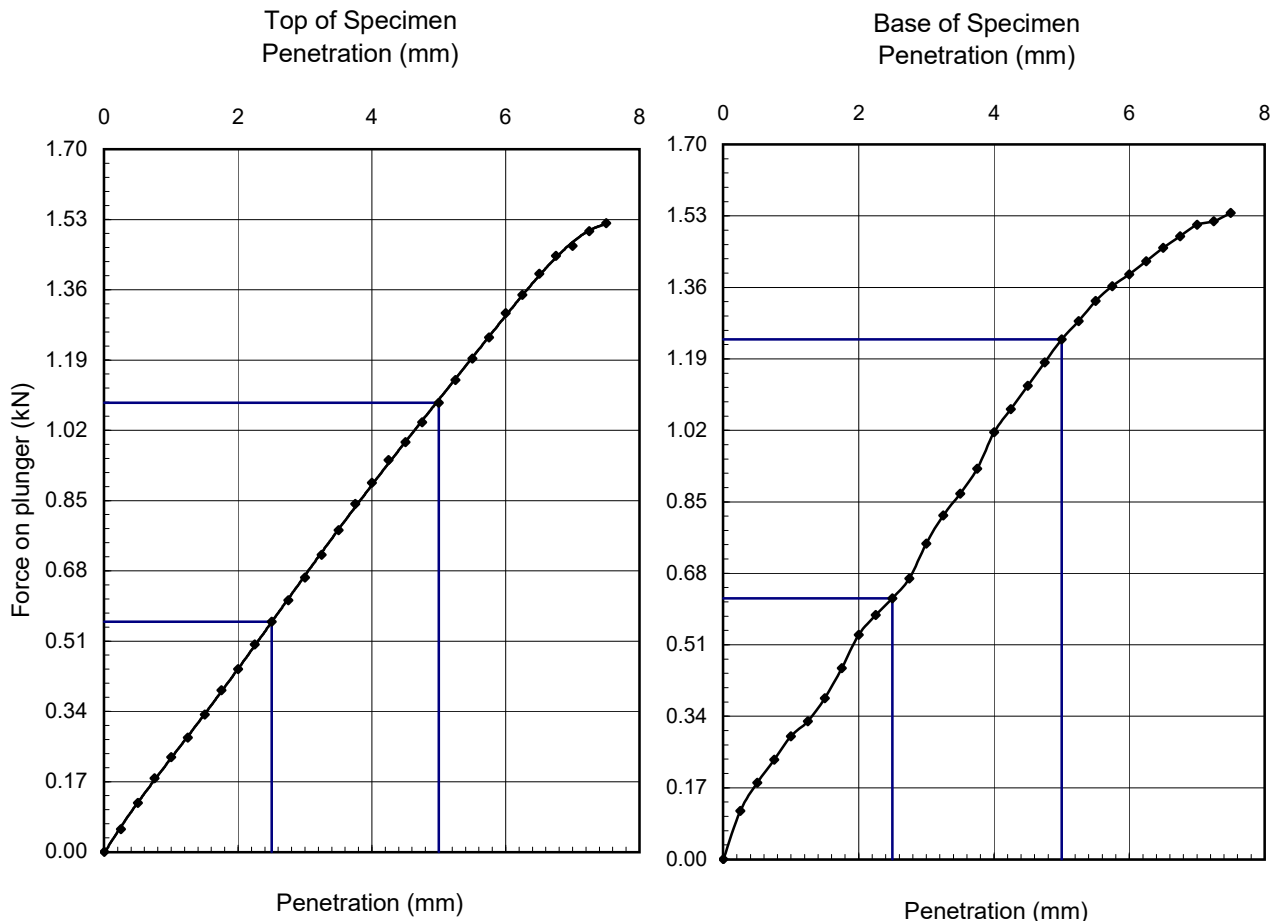 Top of Specimen
Penetration (mm)
0 2 4 6 8
Force on plunger (kN)
1.70
1.53
1.36
1.19
1.02
0.85
0.68
0.51
0.34
0.17
0.00
Penetration (mm)
Base of Specimen
Penetration (mm)
0 2 4 6 8
1.70
1.53
1.36
1.19
1.02
0.85
0.68
0.51
0.34
0.17
0.00
Penetration (mm)